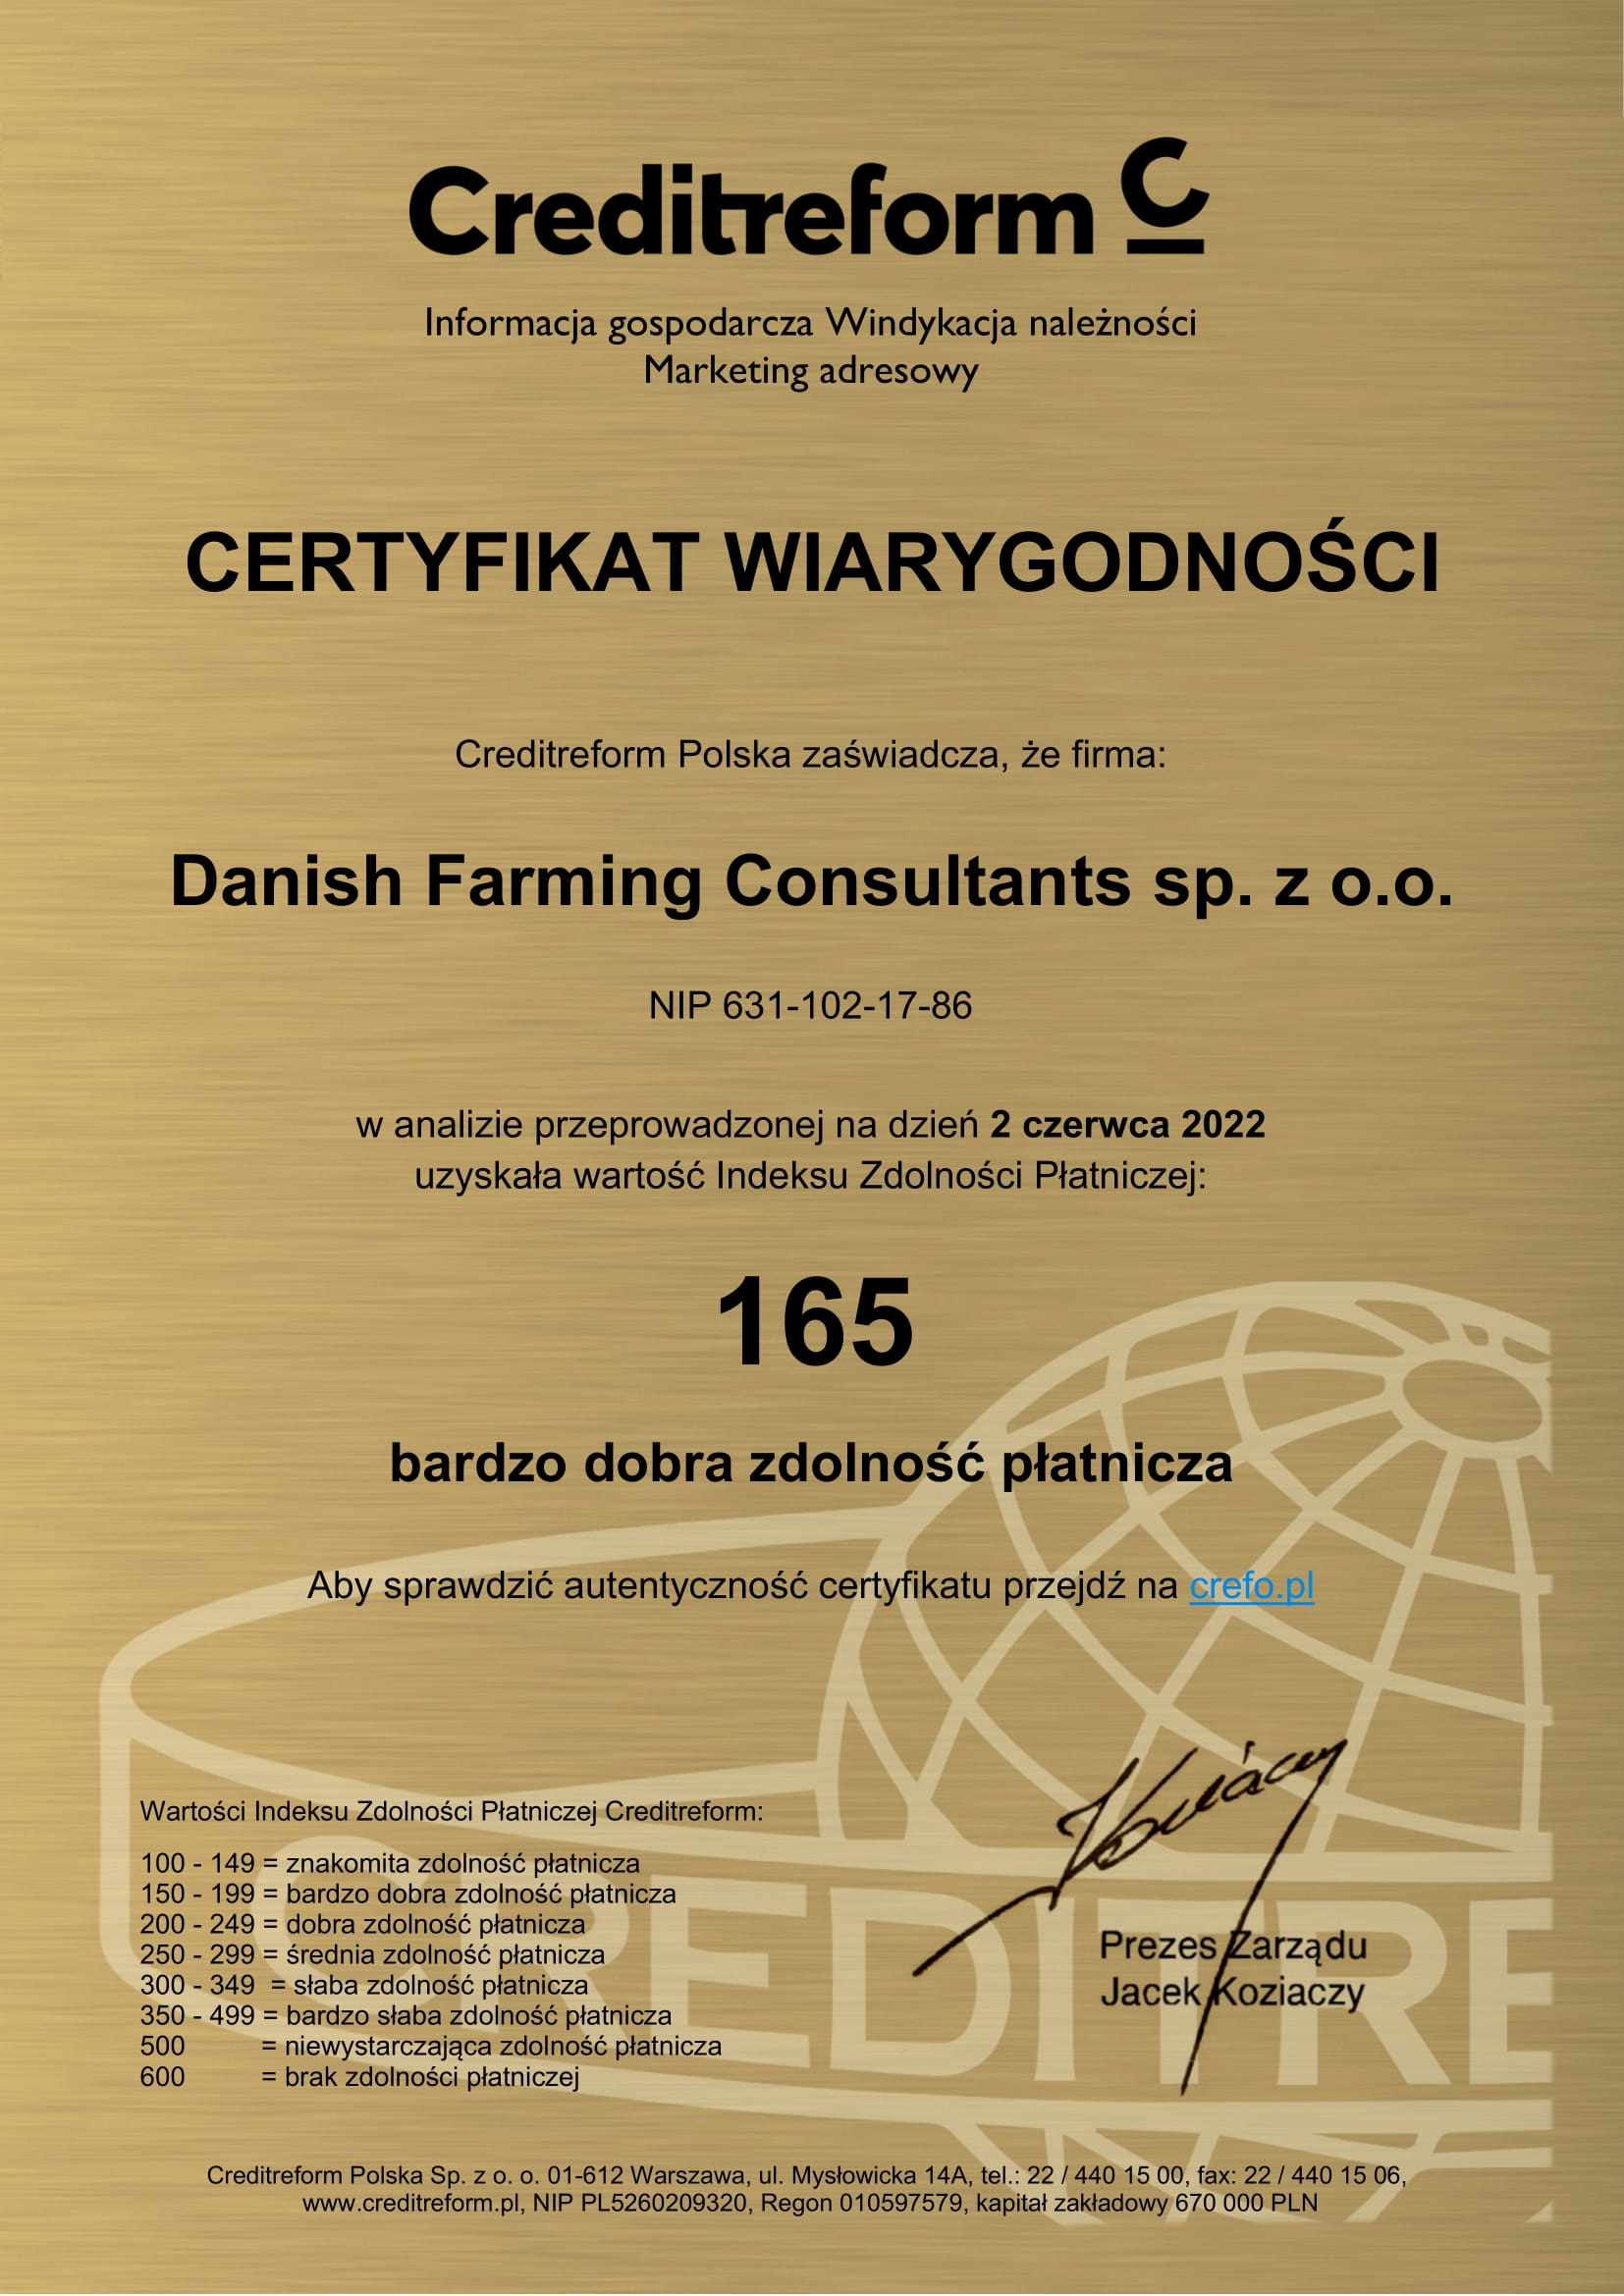 Creditreform C
Informacja gospodarcza Windykacja należności
Marketing adresowy
CERTYFIKAT WIARYGODNOŚCI
Creditreform Polska zaświadcza, że firma:
Danish Farming Consultants sp. z o.o.
NIP 631-102-17-86
w analizie przeprowadzonej na dzień 2 czerwca 2022
uzyskała wartość Indeksu Zdolności Płatniczej:
165
bardzo dobra zdolność płatnicza
Aby sprawdzić autentyczność certyfikatu przejdź na crefo.pl
Wartości Indeksu Zdolności Płatniczej Creditreform:
100 - 149 = znakomita zdolność płatnicza
150 - 199 = bardzo dobra zdolność płatnicza
200 - 249 = dobra zdolność płatnicza
250 - 299 = średnia zdolność płatnicza
300 - 349 = słaba zdolność płatnicza
350 - 499 = bardzo słaba zdolność płatnicza
500 = niewystarczająca zdolność płatnicza
600 = brak zdolności płatniczej
CREDITRE
Koziaczy
Prezes Zarządu
Jacek Koziaczy
Creditreform Polska Sp. z o. o. 01-612 Warszawa, ul. Mysłowicka 14A, tel.: 22 / 440 15 00, fax: 22 / 440 15 06,
www.creditreform.pl, NIP PL5260209320, Regon 010597579, kapitał zakładowy 670 000 PLN